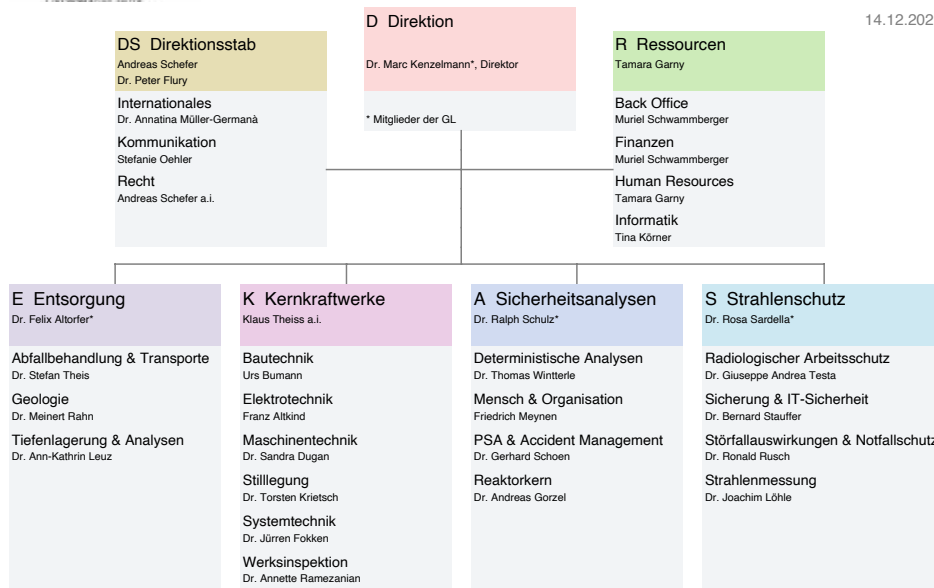 14.12.202
D Direktion
Dr. Marc Kenzelmann*, Direktor
* Mitglieder der GL
DS Direktionsstab
Andreas Schefer
Dr. Peter Flury
Internationales
Dr. Annatina Müller-Germanà
Kommunikation
Stefanie Oehler
Recht
Andreas Schefer a.i.
R Ressourcen
Tamara Garny
Back Office
Muriel Schwammberger
Finanzen
Muriel Schwammberger
Human Resources
Tamara Garny
Informatik
Tina Körner
E Entsorgung
Dr. Felix Altorfer*
Abfallbehandlung & Transporte
Dr. Stefan Theis
Geologie
Dr. Meinert Rahn
Tiefenlagerung & Analysen
Dr. Ann-Kathrin Leuz
K Kernkraftwerke
Klaus Theiss a.i.
Bautechnik
Urs Bumann
Elektrotechnik
Franz Altkind
Maschinentechnik
Dr. Sandra Dugan
Stilllegung
Dr. Torsten Krietsch
Systemtechnik
Dr. Jürren Fokken
Werksinspektion
Dr. Annette Ramezanian
A Sicherheitsanalysen
Dr. Ralph Schulz*
Deterministische Analysen
Dr. Thomas Wintterle
Mensch & Organisation
Friedrich Meynen
PSA & Accident Management
Dr. Gerhard Schoen
Reaktorkern
Dr. Andreas Gorzel
S Strahlenschutz
Dr. Rosa Sardella*
Radiologischer Arbeitsschutz
Dr. Giuseppe Andrea Testa
Sicherung & IT-Sicherheit
Dr. Bernard Stauffer
Störfallauswirkungen & Notfallschutz
Dr. Ronald Rusch
Strahlenmessung
Dr. Joachim Löhle